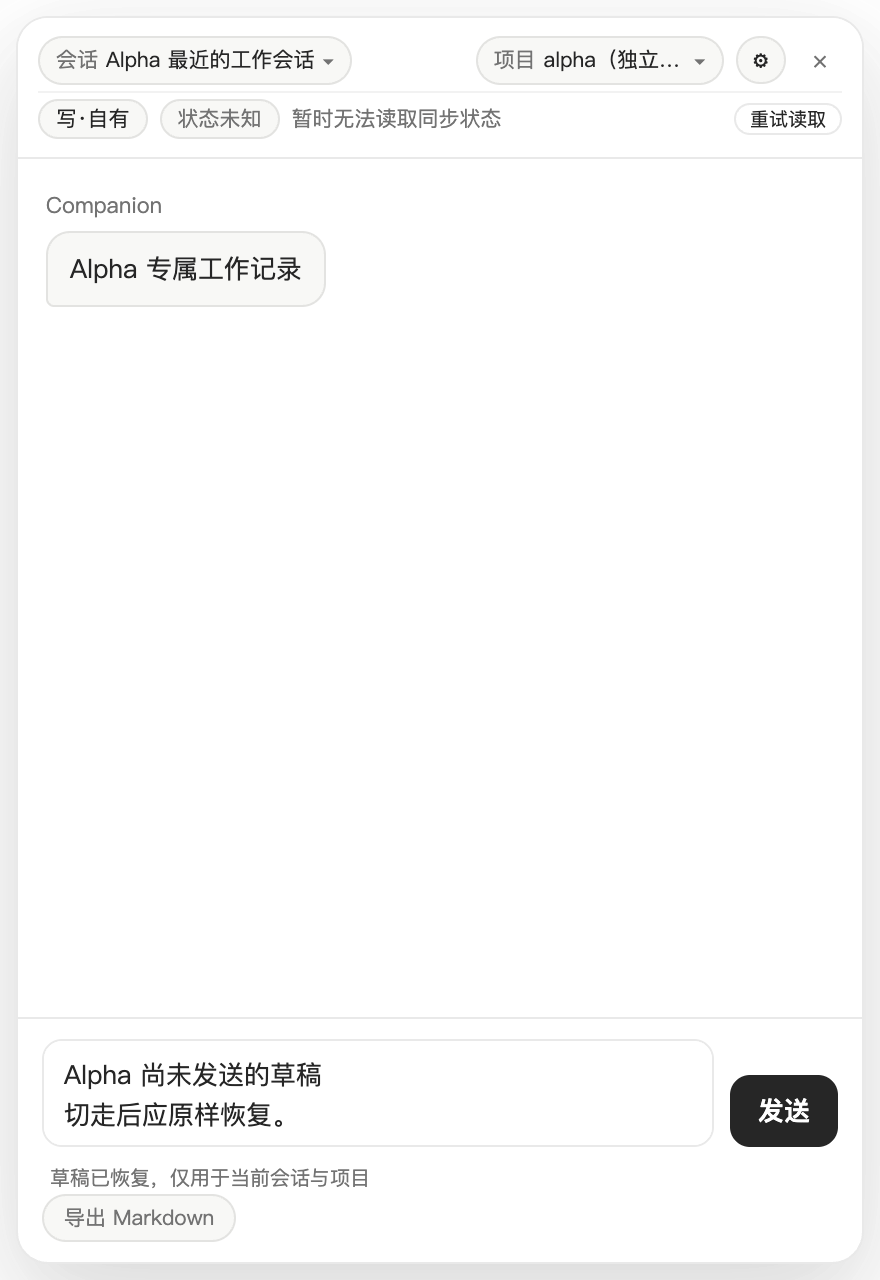 会话 Alpha 最近的工作会话 项目 alpha（独立…
写·自有 状态未知 暂时无法读取同步状态 重试读取
Companion
Alpha 专属工作记录
Alpha 尚未发送的草稿
切走后应原样恢复。
发送
草稿已恢复，仅用于当前会话与项目
导出 Markdown